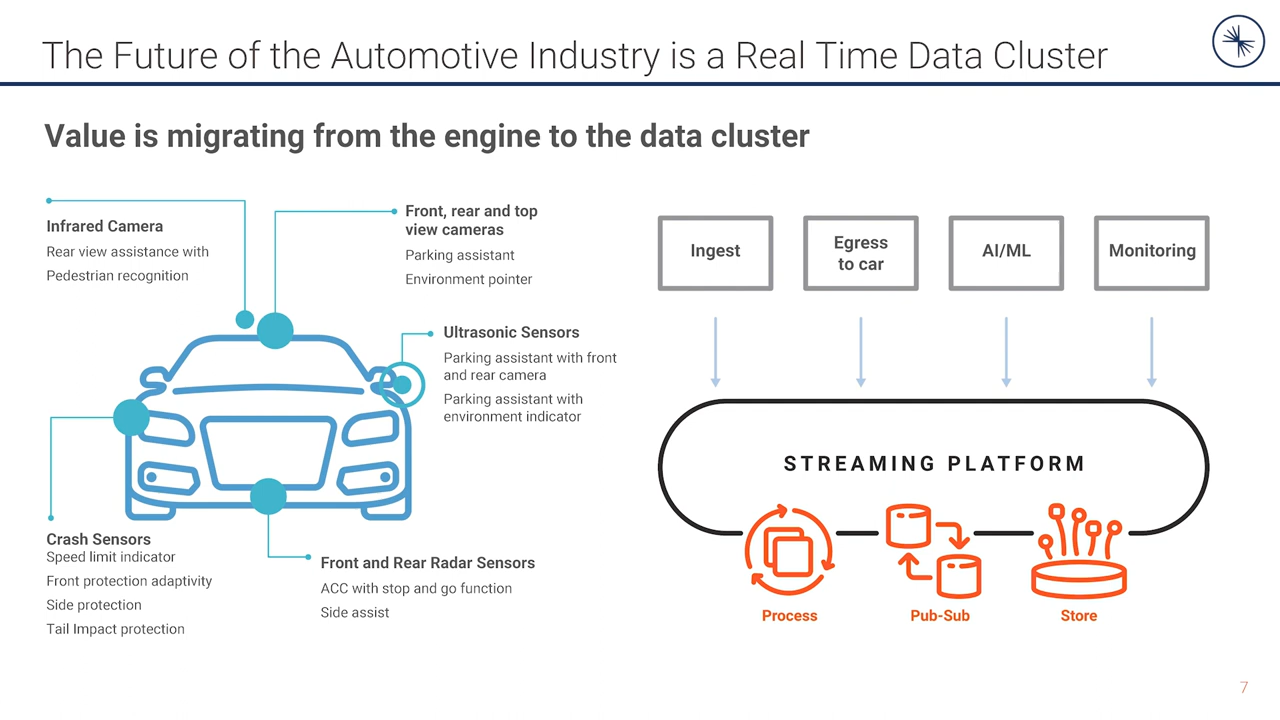 The Future of the Automotive Industry is a Real Time Data Cluster
Value is migrating from the engine to the data cluster
Infrared Camera
Rear view assistance with
Pedestrian recognition
Front, rear and top
view cameras
Parking assistant
Environment pointer
Ultrasonic Sensors
Parking assistant with front
and rear camera
Parking assistant with
environment indicator
Crash Sensors
Speed limit indicator
Front protection adaptivity
Side protection
Tail Impact protection
Front and Rear Radar Sensors
ACC with stop and go function
Side assist
Ingest
Egress
to car
AI/ML
Monitoring
STREAMING PLATFORM
Process
Pub-Sub
Store
7